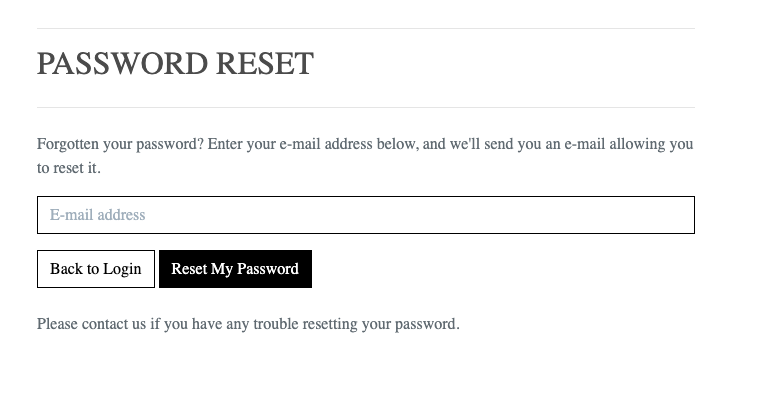 PASSWORD RESET
Forgotten your password? Enter your e-mail address below, and we'll send you an e-mail allowing you
to reset it.
E-mail address
Back to Login Reset My Password
Please contact us if you have any trouble resetting your password.